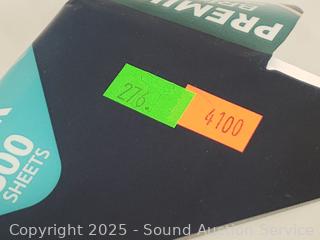 PREMIU
276.
4100
00
SHEETS
Copyright 2025 - Sound Auction Service